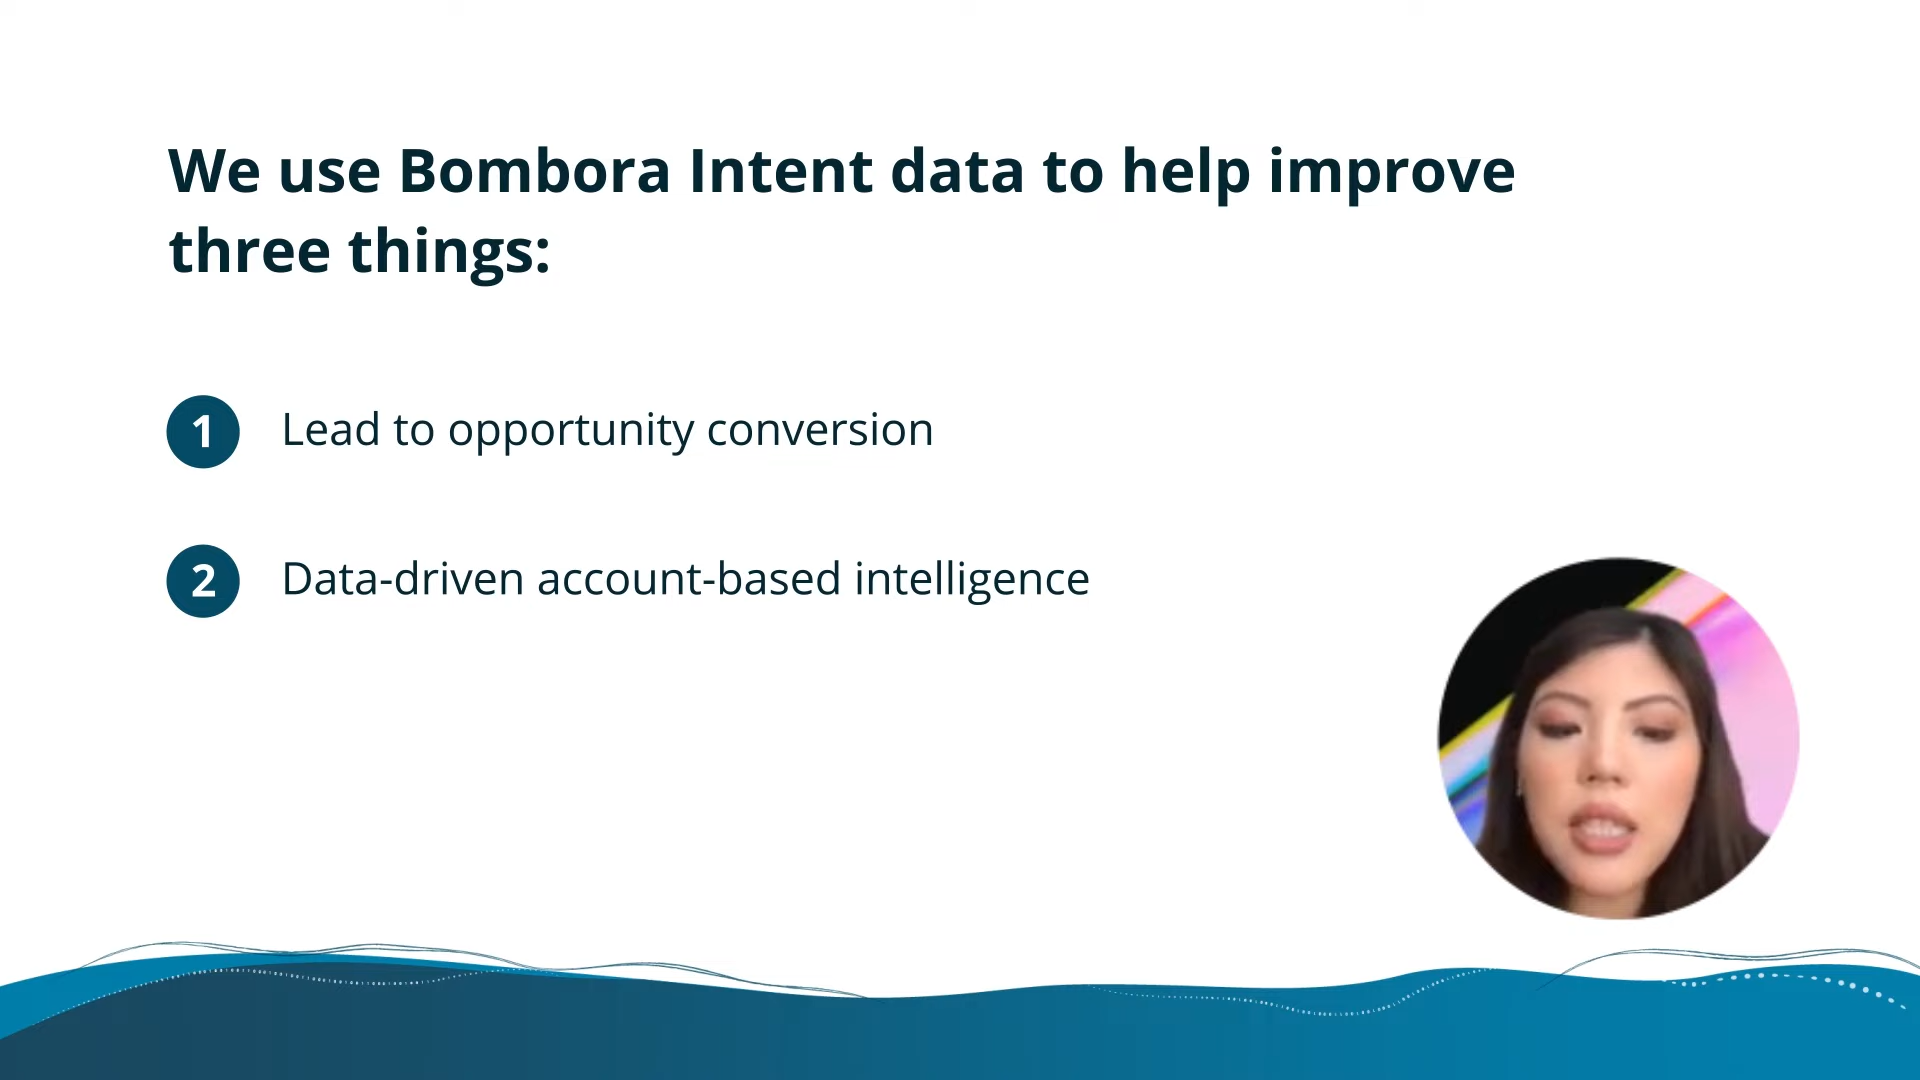 We use Bombora Intent data to help improve
three things:
1 Lead to opportunity conversion
2 Data-driven account-based intelligence